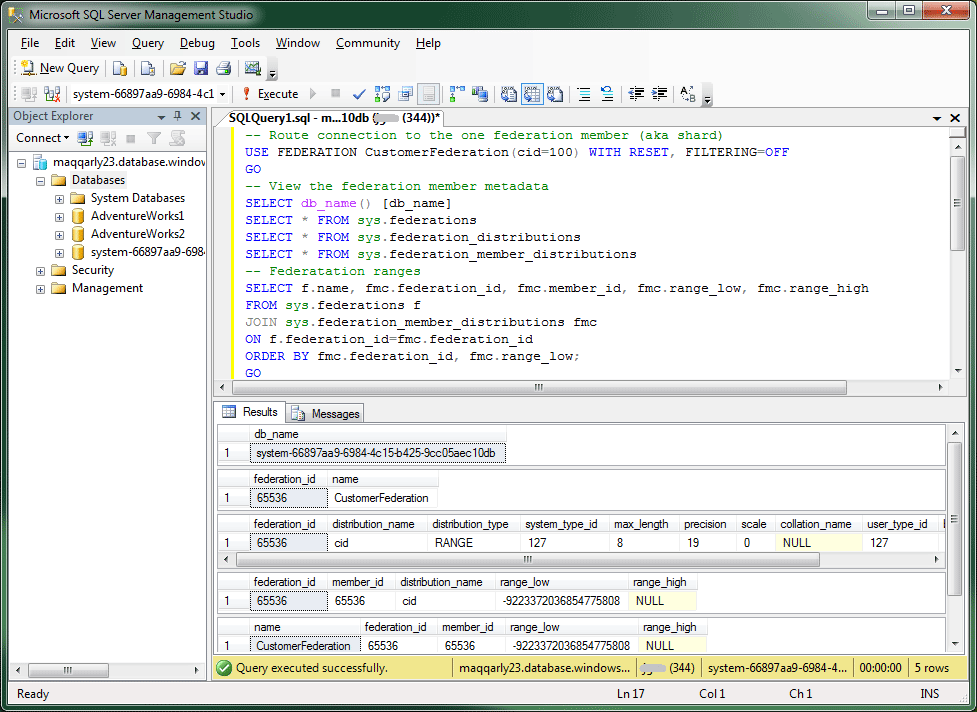 Microsoft SQL Server Management Studio
File Edit View Query Debug Tools Window Community Help
New Query
system-66897aa9-6984-4c1 Execute
Object Explorer
Connect
maqqarly23.database.window
Databases
System Databases
AdventureWorks1
AdventureWorks2
system-66897aa9-698
Security
Management
SQLQuery1.sql - m...10db ( (344))*
-- Route connection to the one federation member (aka shard)
USE FEDERATION CustomerFederation(cid=100) WITH RESET, FILTERING=OFF
GO
-- View the federation member metadata
SELECT db_name() [db_name]
SELECT * FROM sys.federations
SELECT * FROM sys.federation_distributions
SELECT * FROM sys.federation_member_distributions
-- Federatation ranges
SELECT f.name, fmc.federation_id, fmc.member_id, fmc.range_low, fmc.range_high
FROM sys.federations f
JOIN sys.federation_member_distributions fmc
ON f.federation_id=fmc.federation_id
ORDER BY fmc.federation_id, fmc.range_low;
GO
Results Messages
db_name
1 system-66897aa9-6984-4c15-b425-9cc05aec10db
federation_id name
1 65536 CustomerFederation
federation_id distribution_name distribution_type system_type_id max_length precision scale collation_name user_type_id
1 65536 cid RANGE 127 8 19 0 NULL 127
federation_id member_id distribution_name range_low range_high
1 65536 65536 cid -9223372036854775808 NULL
name federation_id member_id range_low range_high
1 CustomerFederation 65536 65536 -9223372036854775808 NULL
Query executed successfully. maqqarly23.database.windows... (344) system-66897aa9-6984-4... 00:00:00 5 rows
Ready Ln 17 Col 1 Ch 1 INS